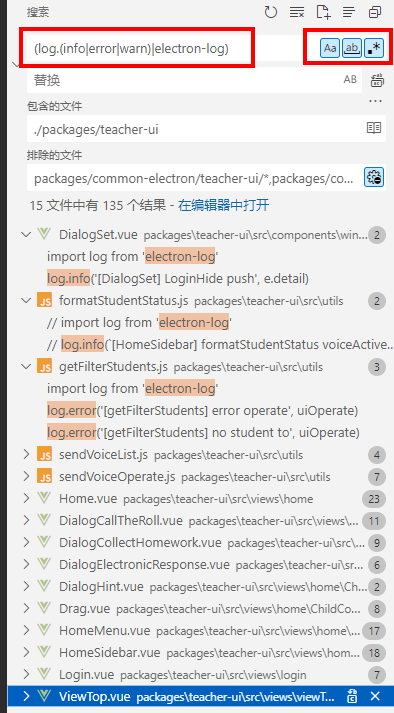 搜索
(log.(info|error|warn)|electron-log)
Aa
ab
.*
替换
AB
包含的文件
./packages/teacher-ui
排除的文件
packages/common-electron/teacher-ui/*,packages/co...
15 文件中有 135 个结果 - 在编辑器中打开
DialogSet.vue packages\teacher-ui\src\components\win... 2
import log from 'electron-log'
log.info('[DialogSet] LoginHide push', e.detail)
JS formatStudentStatus.js packages\teacher-ui\src\utils 2
// import log from 'electron-log'
// log.info(`[HomeSidebar] formatStudentStatus voiceActive...
JS getFilterStudents.js packages\teacher-ui\src\utils 3
import log from 'electron-log'
log.error('[getFilterStudents] error operate', uiOperate)
log.error('[getFilterStudents] no student to', uiOperate)
JS sendVoiceList.js packages\teacher-ui\src\utils 4
JS sendVoiceOperate.js packages\teacher-ui\src\utils 7
Home.vue packages\teacher-ui\src\views\home 23
DialogCallTheRoll.vue packages\teacher-ui\src\views\... 11
DialogCollectHomework.vue packages\teacher-ui\sr... 9
DialogElectronicResponse.vue packages\teacher-ui\s... 6
DialogHint.vue packages\teacher-ui\src\views\home\Ch... 2
Drag.vue packages\teacher-ui\src\views\home\ChildCo... 8
HomeMenu.vue packages\teacher-ui\src\views\home\... 17
HomeSidebar.vue packages\teacher-ui\src\views\hom... 18
Login.vue packages\teacher-ui\src\views\login 7
ViewTop.vue packages\teacher-ui\src\views\viewT...